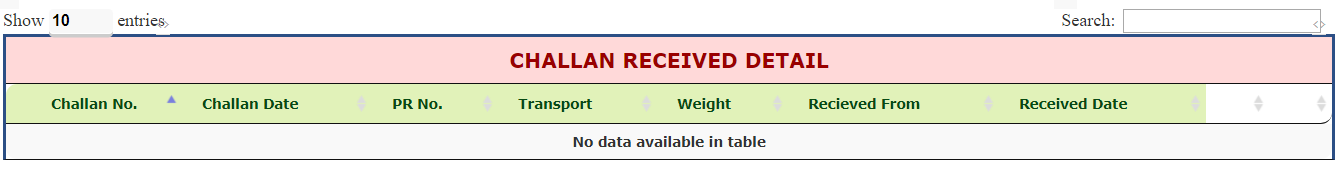 Show 10 entries Search:
CHALLAN RECEIVED DETAIL
Challan No. Challan Date PR No. Transport Weight Recieved From Received Date
No data available in table